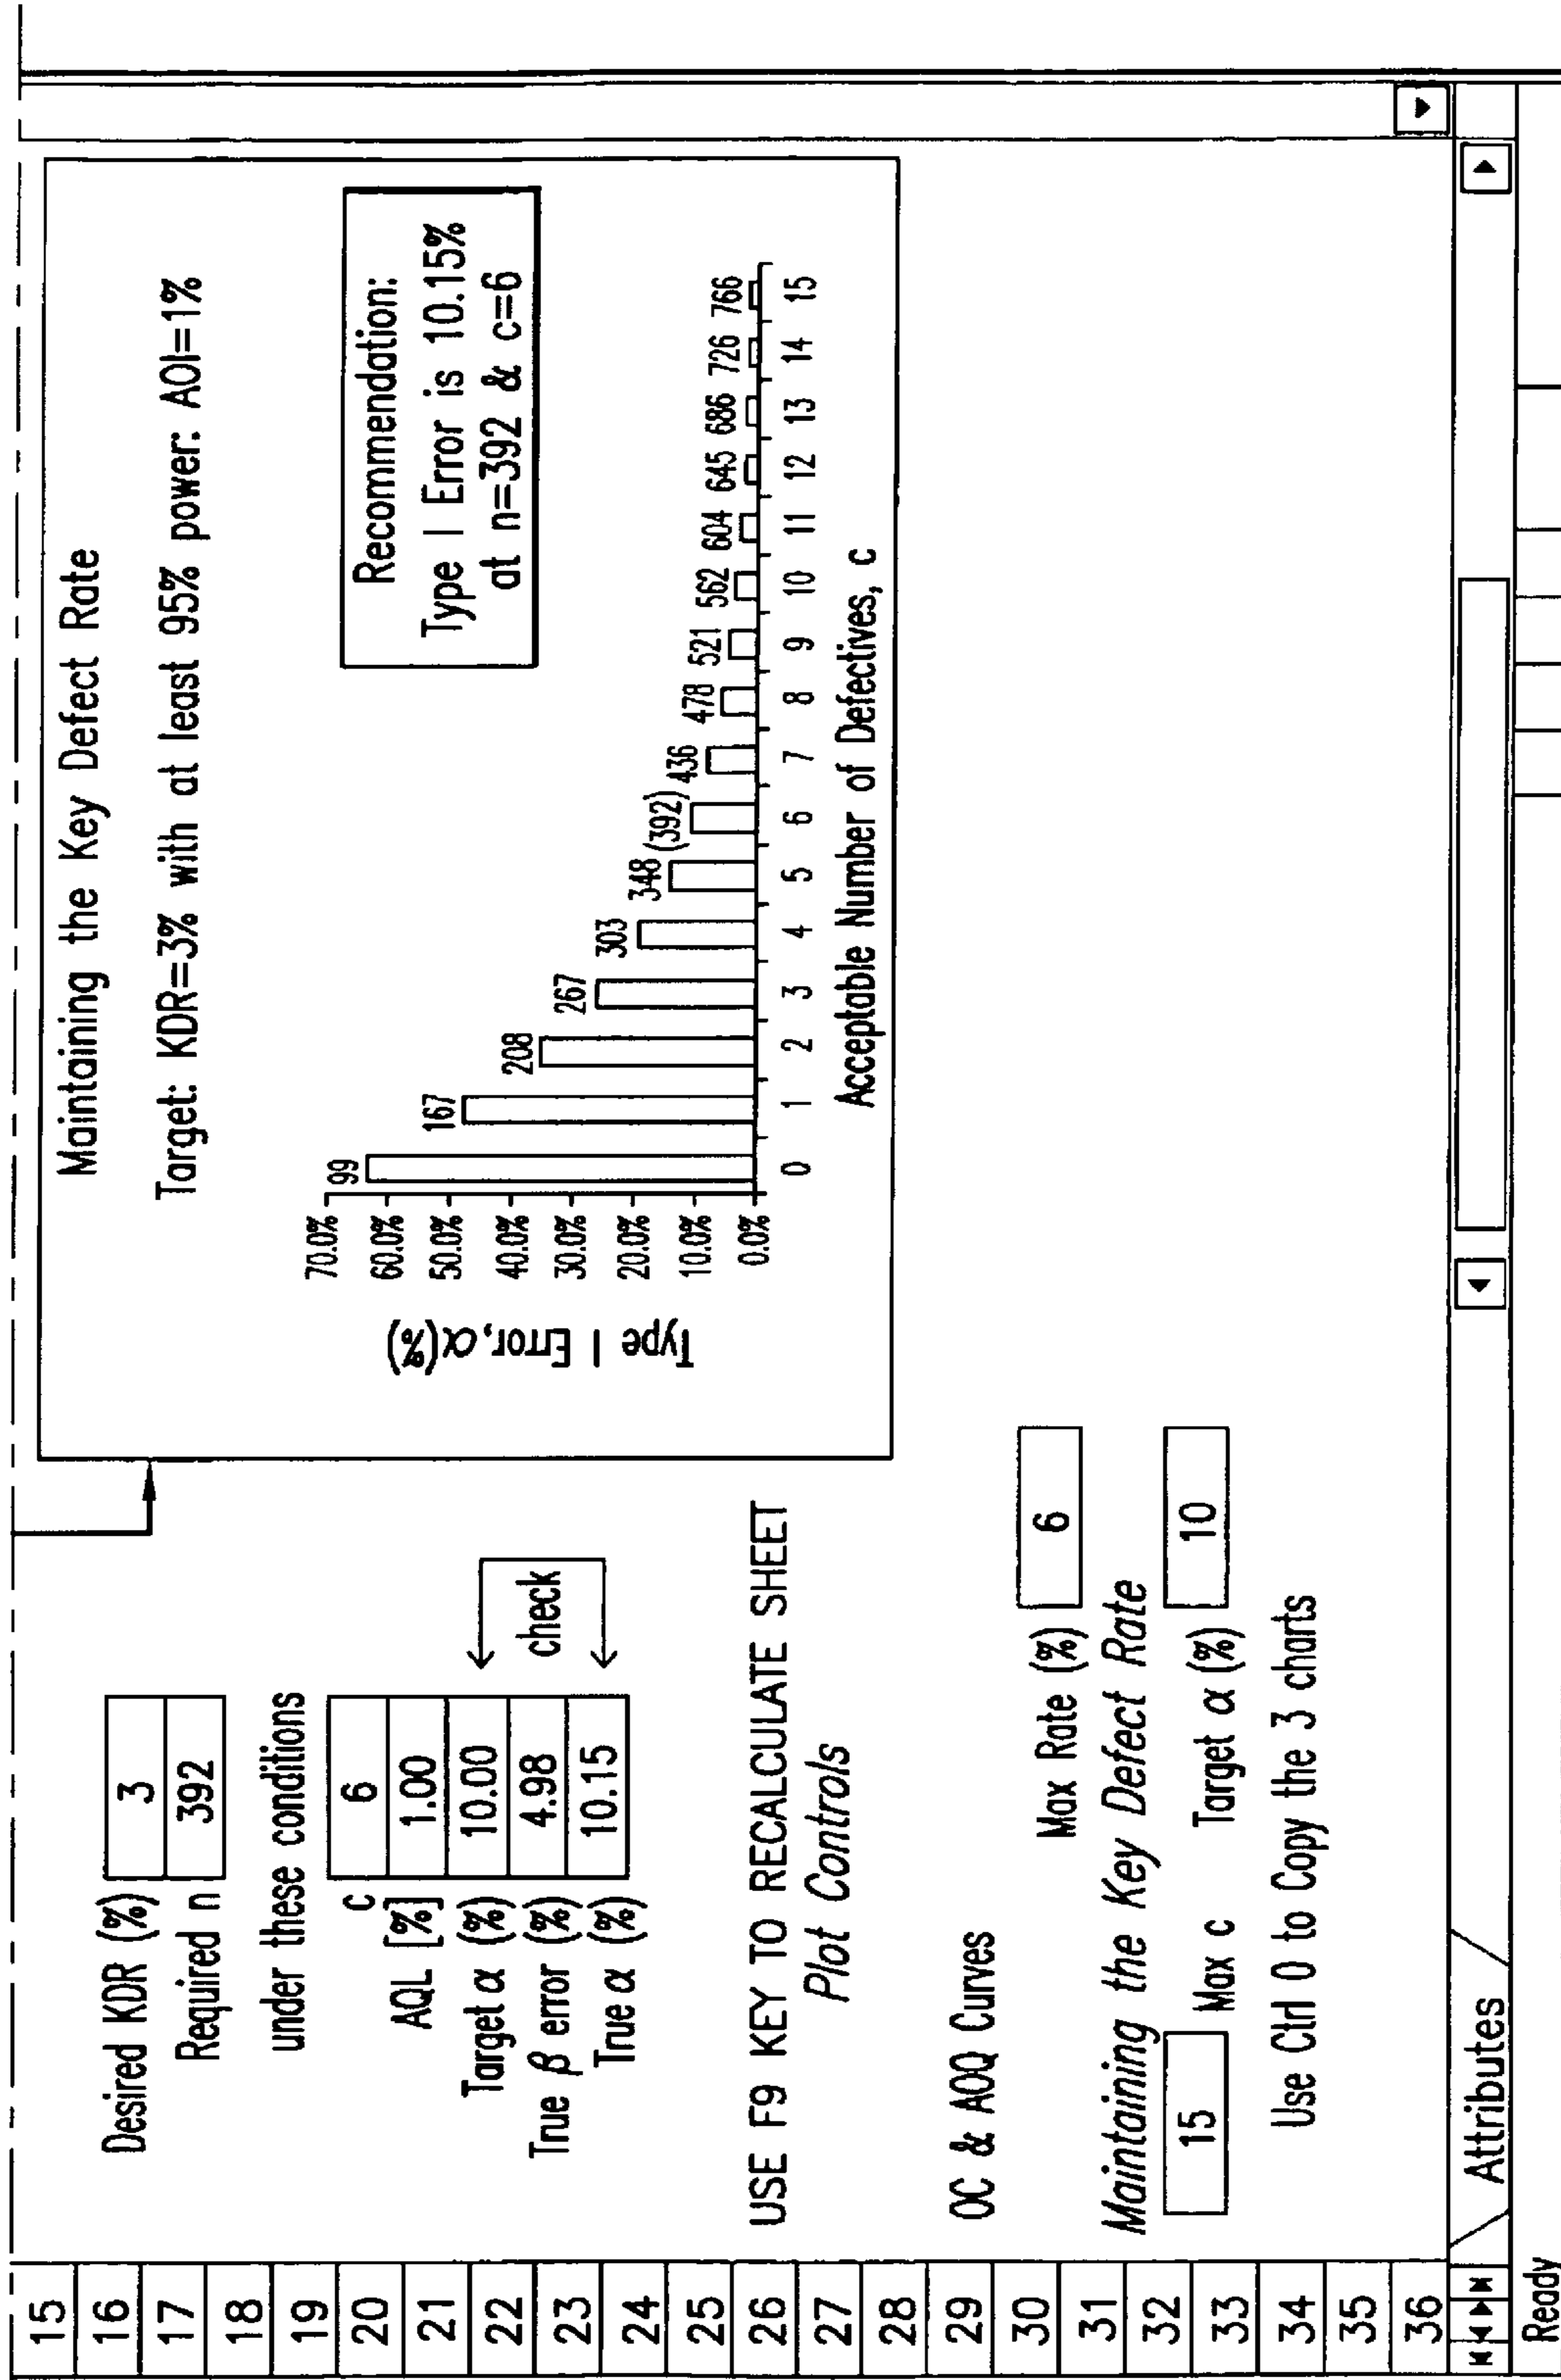 15
16
17
18
19
20
21
22
23
24
25
26
27
28
29
30
31
32
33
34
35
36
Desired KDR (%) 3
Required n 392
under these conditions
c 6
AQL [%] 1.00
Target α (%) 10.00
True β error (%) 4.98
True α (%) 10.15
check
USE F9 KEY TO RECALCULATE SHEET
Plot Controls
OC & AOQ Curves
Max Rate (%) 6
Maintaining the Key Defect Rate
15 Max c Target α (%) 10
Use Ctrl O to Copy the 3 charts
Maintaining the Key Defect Rate
Target: KDR=3% with at least 95% power: AOI=1%
Recommendation:
Type I Error is 10.15%
at n=392 & c=6
Type I Error, α(%)
70.0%
60.0%
50.0%
40.0%
30.0%
20.0%
10.0%
0.0%
99 167 208 267 303 348 (392) 436 478 521 562 604 645 686 726 766
0 1 2 3 4 5 6 7 8 9 10 11 12 13 14 15
Acceptable Number of Defectives, c
Attributes
Ready